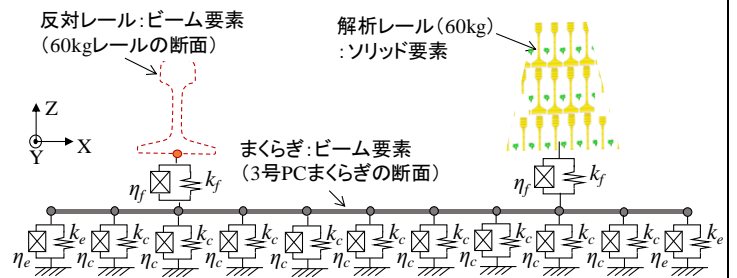 反対レール：ビーム要素
（60kgレールの断面）
解析レール（60kg）
：ソリッド要素
Z
Y X
まくらぎ：ビーム要素
（3号PCまくらぎの断面）
η_f k_f η_f k_f
k_e k_c k_c k_c k_c k_c k_c k_c k_c k_c k_e
η_e η_c η_c η_c η_c η_c η_c η_c η_c η_c η_e